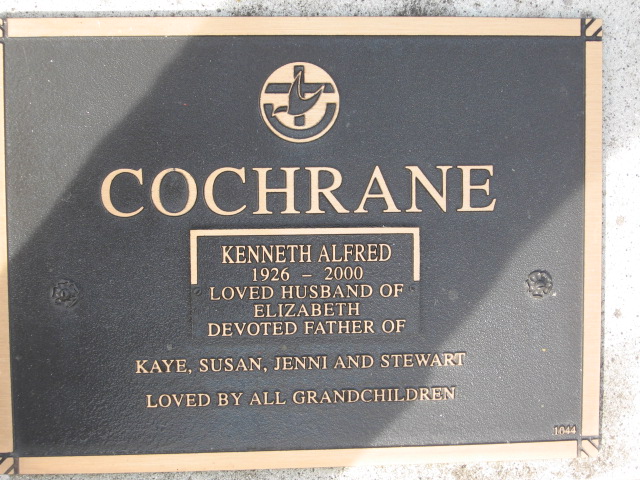 COCHRANE
KENNETH ALFRED
1926 – 2000
LOVED HUSBAND OF
ELIZABETH
DEVOTED FATHER OF
KAYE, SUSAN, JENNI AND STEWART
LOVED BY ALL GRANDCHILDREN
1044